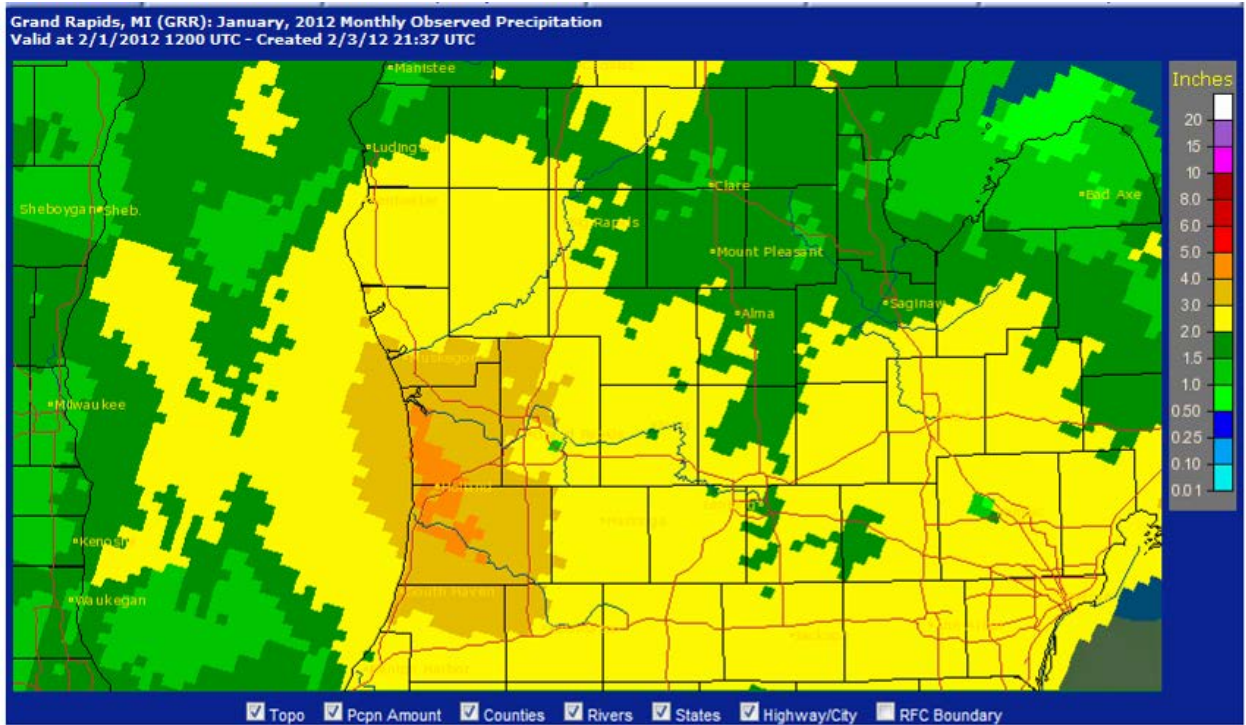 Grand Rapids, MI (GRR): January, 2012 Monthly Observed Precipitation
Valid at 2/1/2012 1200 UTC - Created 2/3/12 21:37 UTC
Inches
20
15
10
8.0
6.0
5.0
4.0
3.0
2.0
1.5
1.0
0.50
0.25
0.10
0.01
Manistee
Clare
Bad Axe
Sheboygan Sheb.
Rapids
Mount Pleasant
Saginaw
Alma
Muskegon
Milwaukee
Holland
Kenosh
Waukegan
South Haven
Topo Pcpn Amount Counties Rivers States Highway/City RFC Boundary